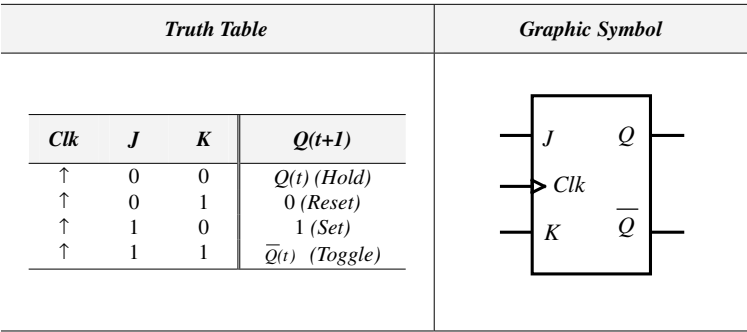 Truth Table Graphic Symbol
Clk J K Q(t+1)
↑ 0 0 Q(t) (Hold)
↑ 0 1 0 (Reset)
↑ 1 0 1 (Set)
↑ 1 1 Q̅(t) (Toggle)
J Q
Clk
K Q̅